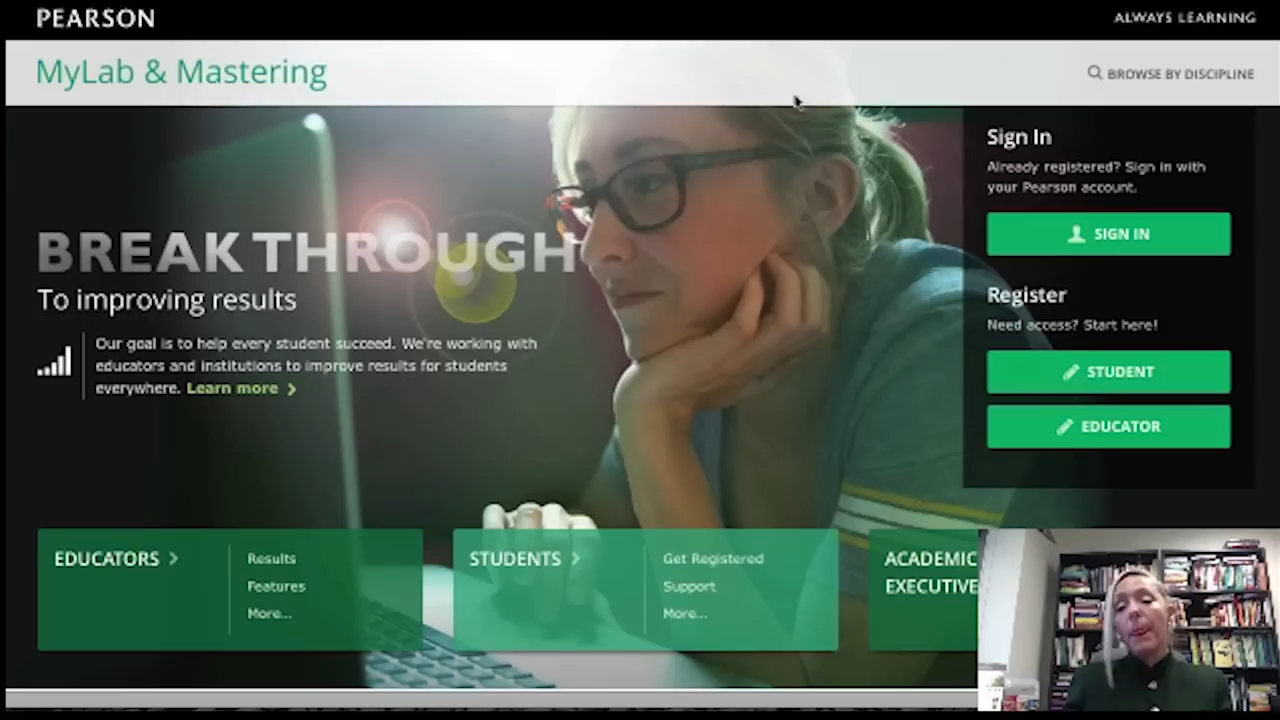 PEARSON
ALWAYS LEARNING
MyLab & Mastering
BROWSE BY DISCIPLINE
BREAKTHROUGH
To improving results
Our goal is to help every student succeed. We're working with
educators and institutions to improve results for students
everywhere. Learn more
Sign In
Already registered? Sign in with
your Pearson account.
SIGN IN
Register
Need access? Start here!
STUDENT
EDUCATOR
EDUCATORS
Results
Features
More...
STUDENTS
Get Registered
Support
More...
ACADEMIC
EXECUTIVE